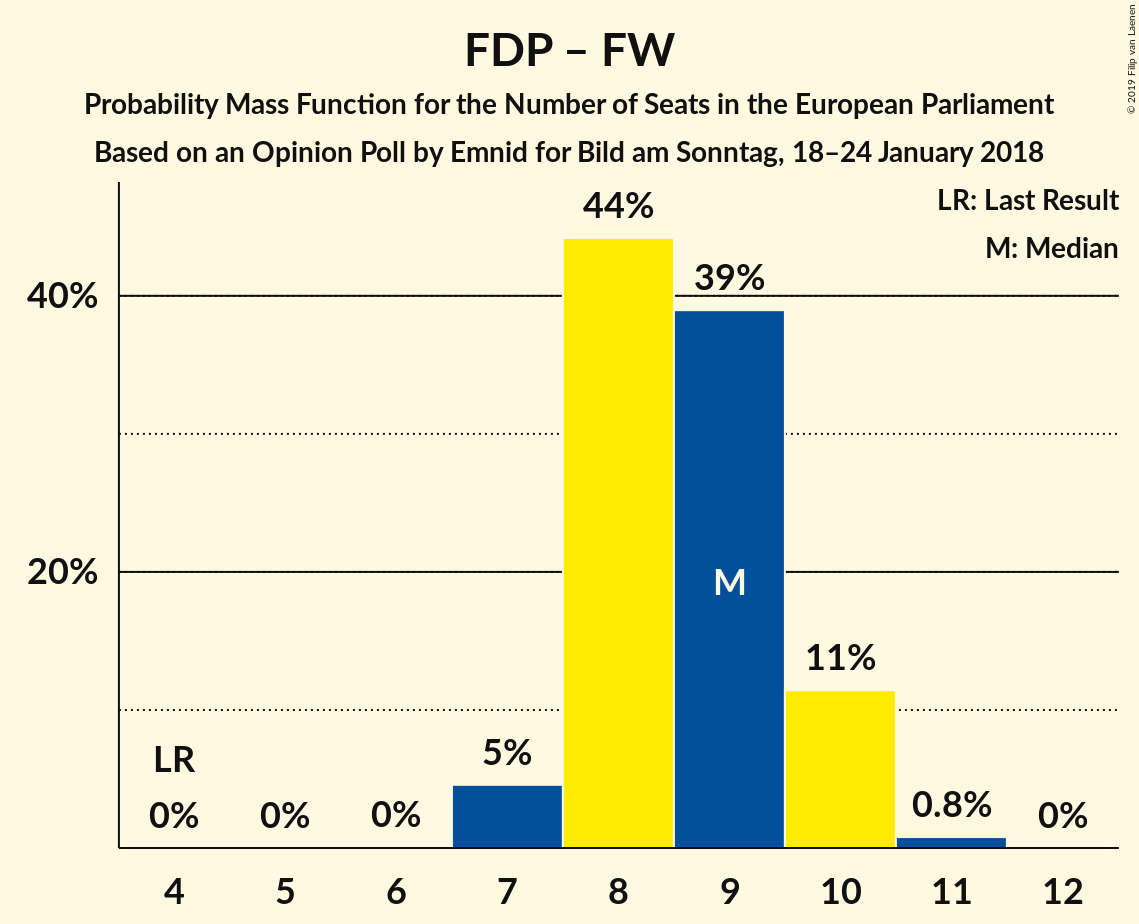 FDP – FW
Probability Mass Function for the Number of Seats in the European Parliament
Based on an Opinion Poll by Emnid for Bild am Sonntag, 18–24 January 2018
© 2019 Filip van Laenen
LR: Last Result
M: Median
44%
39%
40%
20%
M
11%
LR
5%
0%
0%
0%
0.8%
0%
4 5 6 7 8 9 10 11 12